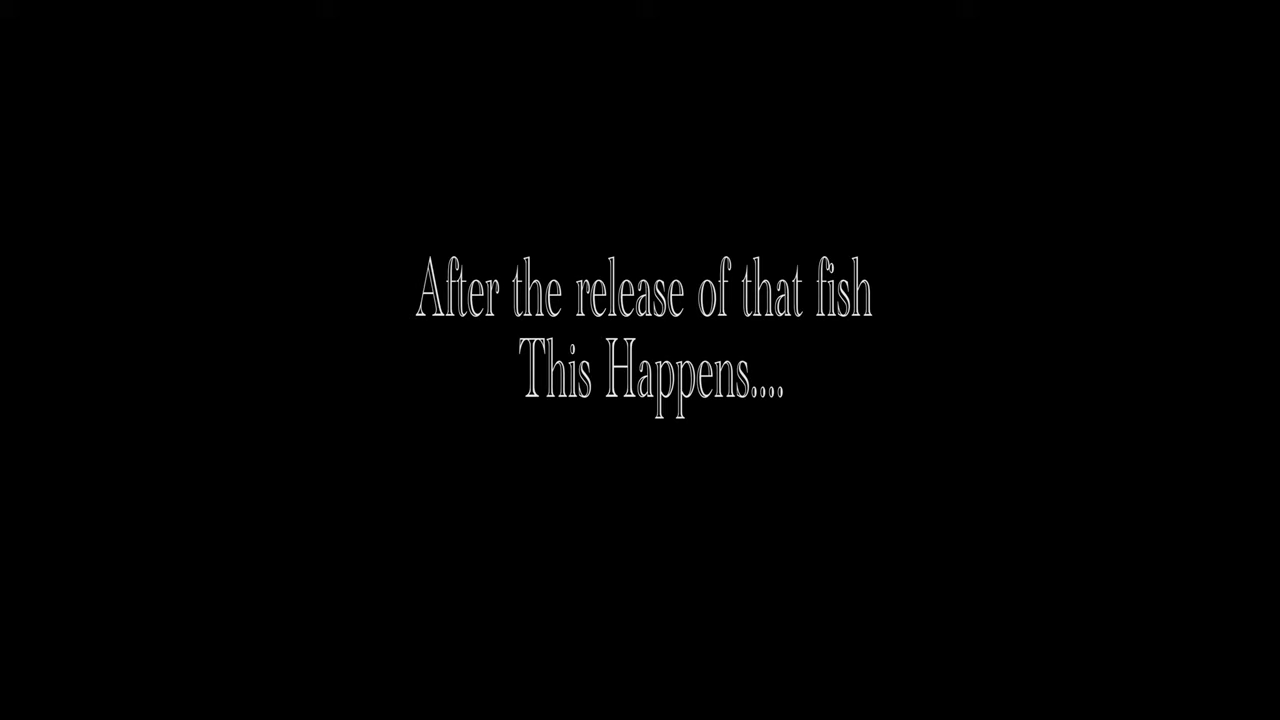 After the release of that fish
This Happens....